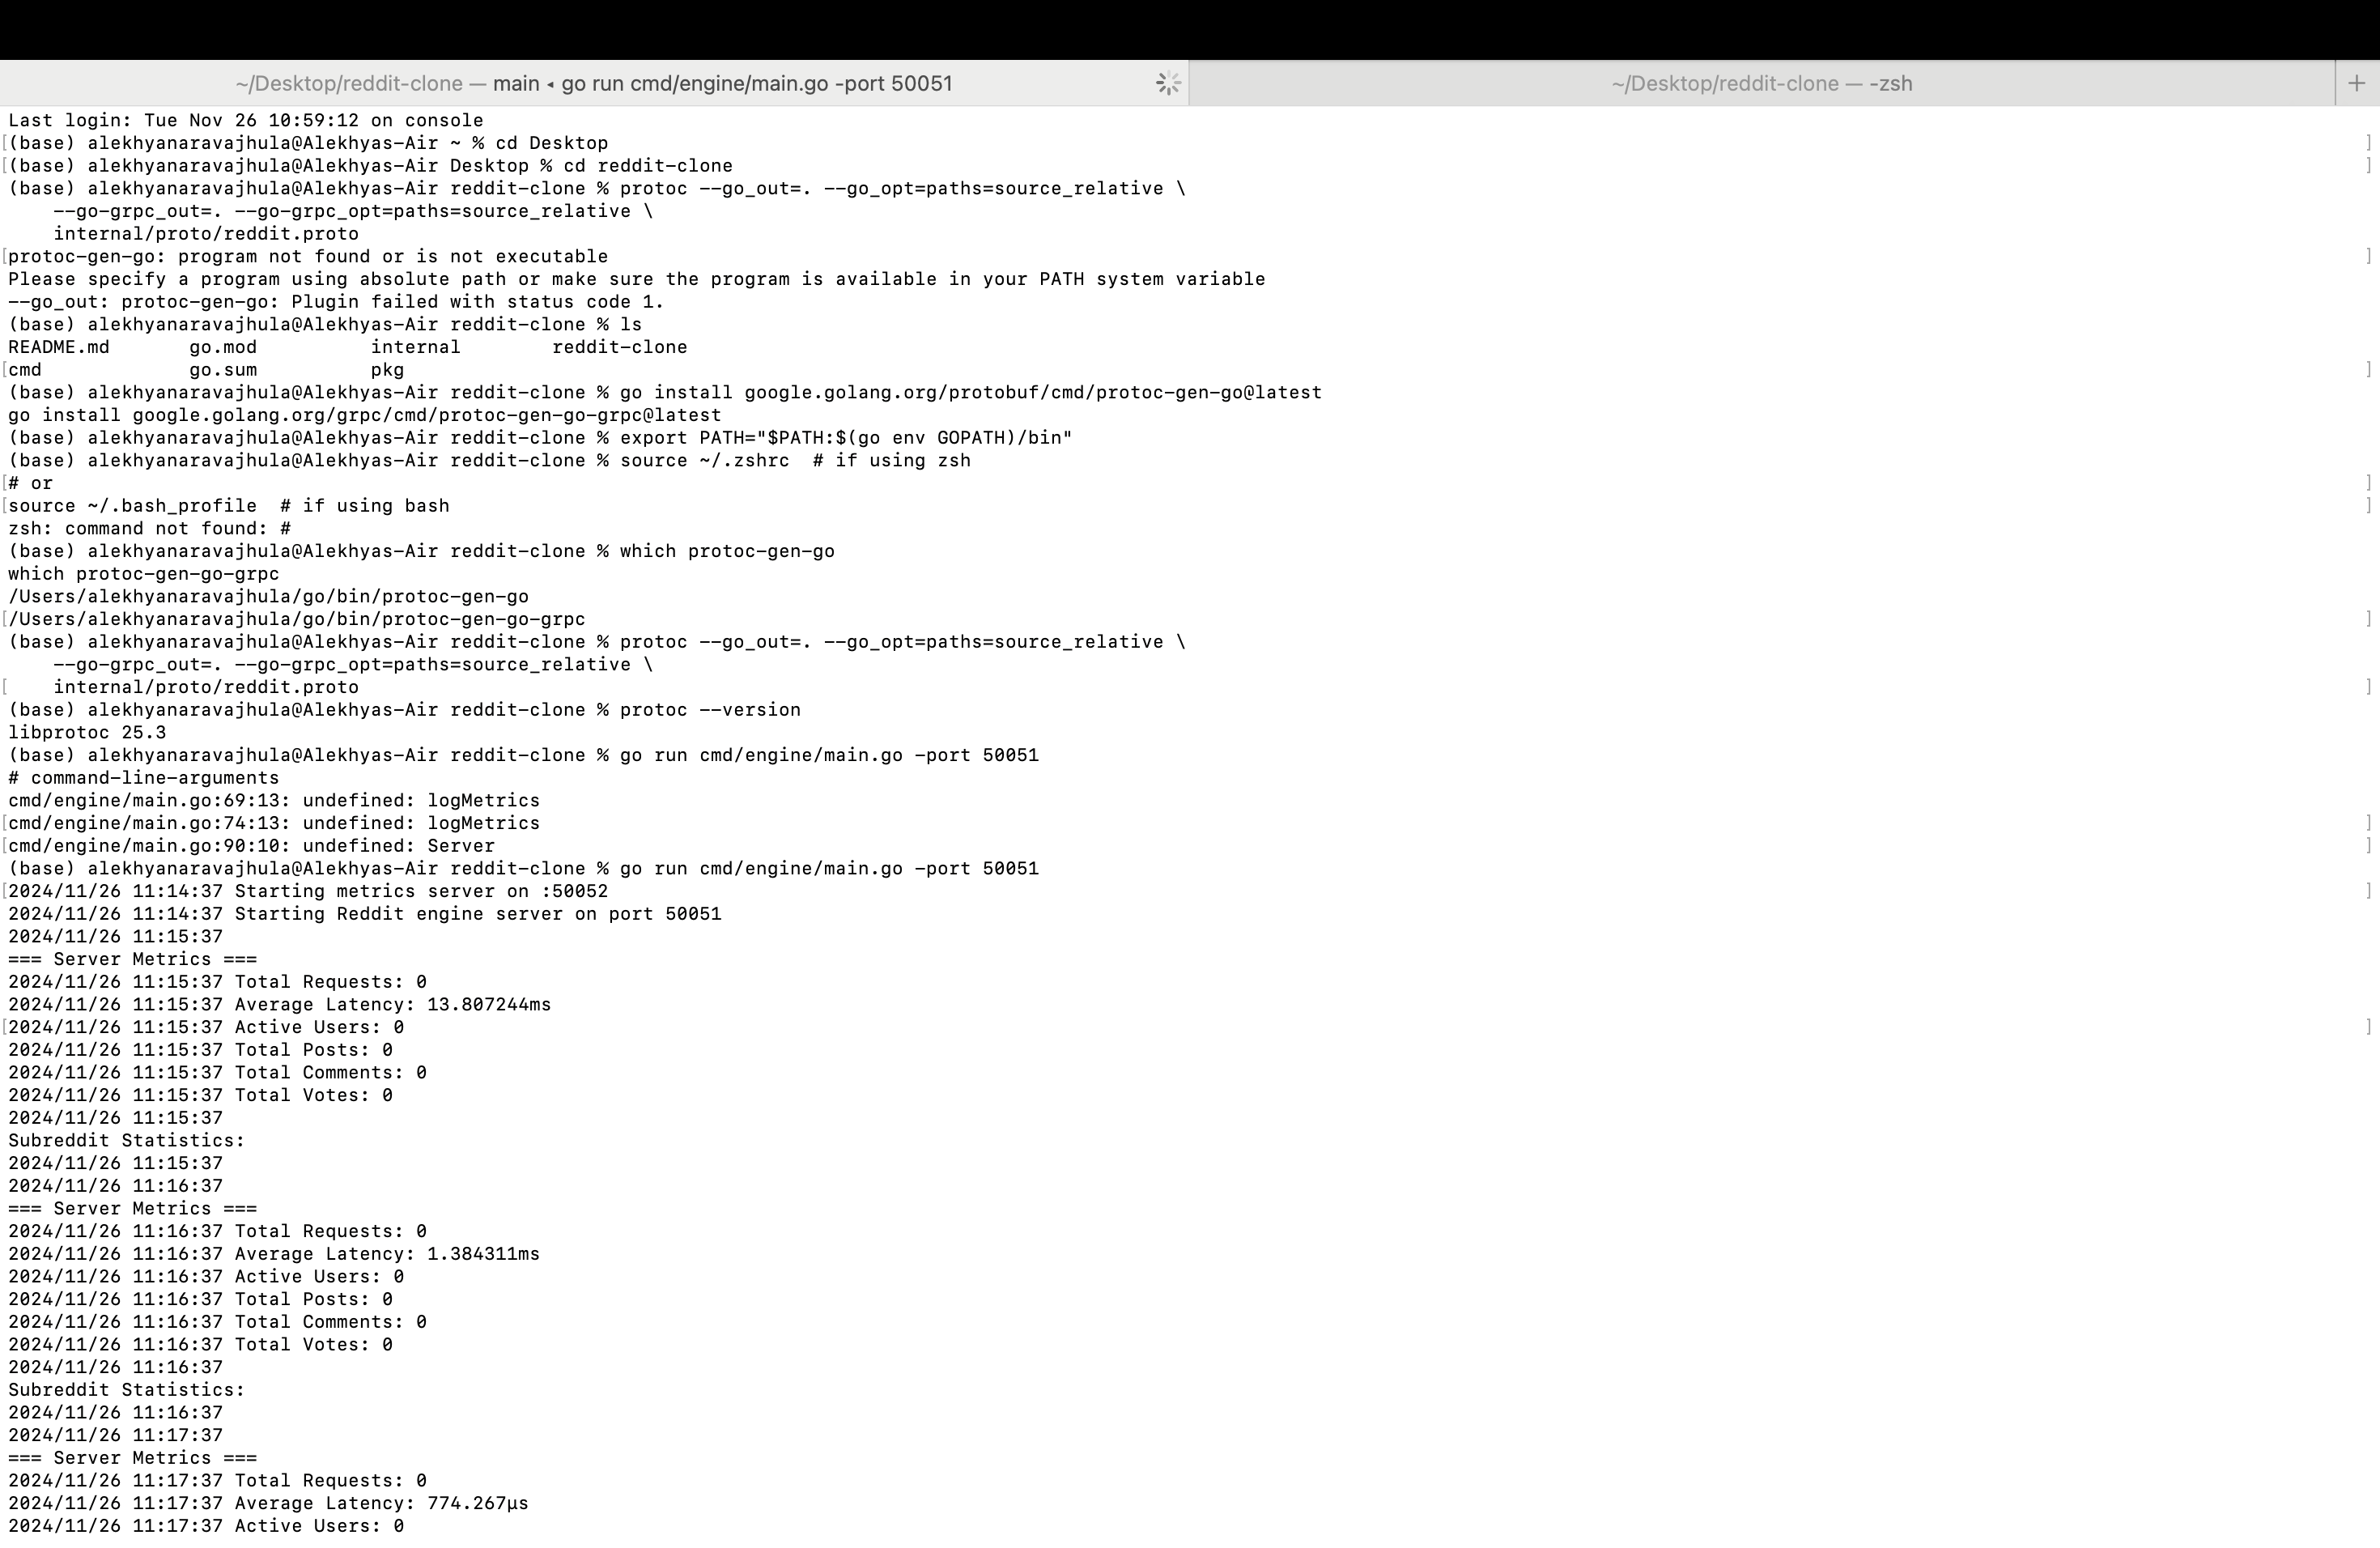 ~/Desktop/reddit-clone — main ◂ go run cmd/engine/main.go -port 50051
~/Desktop/reddit-clone — -zsh
+
Last login: Tue Nov 26 10:59:12 on console
[(base) alekhyanaravajhula@Alekhyas-Air ~ % cd Desktop ]
[(base) alekhyanaravajhula@Alekhyas-Air Desktop % cd reddit-clone ]
(base) alekhyanaravajhula@Alekhyas-Air reddit-clone % protoc --go_out=. --go_opt=paths=source_relative \
    --go-grpc_out=. --go-grpc_opt=paths=source_relative \
    internal/proto/reddit.proto
[protoc-gen-go: program not found or is not executable ]
Please specify a program using absolute path or make sure the program is available in your PATH system variable
--go_out: protoc-gen-go: Plugin failed with status code 1.
(base) alekhyanaravajhula@Alekhyas-Air reddit-clone % ls
README.md       go.mod          internal        reddit-clone
[cmd             go.sum          pkg ]
(base) alekhyanaravajhula@Alekhyas-Air reddit-clone % go install google.golang.org/protobuf/cmd/protoc-gen-go@latest
go install google.golang.org/grpc/cmd/protoc-gen-go-grpc@latest
(base) alekhyanaravajhula@Alekhyas-Air reddit-clone % export PATH="$PATH:$(go env GOPATH)/bin"
(base) alekhyanaravajhula@Alekhyas-Air reddit-clone % source ~/.zshrc  # if using zsh
[# or ]
[source ~/.bash_profile  # if using bash ]
zsh: command not found: #
(base) alekhyanaravajhula@Alekhyas-Air reddit-clone % which protoc-gen-go
which protoc-gen-go-grpc
/Users/alekhyanaravajhula/go/bin/protoc-gen-go
[/Users/alekhyanaravajhula/go/bin/protoc-gen-go-grpc ]
(base) alekhyanaravajhula@Alekhyas-Air reddit-clone % protoc --go_out=. --go_opt=paths=source_relative \
    --go-grpc_out=. --go-grpc_opt=paths=source_relative \
[    internal/proto/reddit.proto ]
(base) alekhyanaravajhula@Alekhyas-Air reddit-clone % protoc --version
libprotoc 25.3
(base) alekhyanaravajhula@Alekhyas-Air reddit-clone % go run cmd/engine/main.go -port 50051
# command-line-arguments
cmd/engine/main.go:69:13: undefined: logMetrics
[cmd/engine/main.go:74:13: undefined: logMetrics ]
[cmd/engine/main.go:90:10: undefined: Server ]
(base) alekhyanaravajhula@Alekhyas-Air reddit-clone % go run cmd/engine/main.go -port 50051
[2024/11/26 11:14:37 Starting metrics server on :50052 ]
2024/11/26 11:14:37 Starting Reddit engine server on port 50051
2024/11/26 11:15:37
=== Server Metrics ===
2024/11/26 11:15:37 Total Requests: 0
2024/11/26 11:15:37 Average Latency: 13.807244ms
[2024/11/26 11:15:37 Active Users: 0 ]
2024/11/26 11:15:37 Total Posts: 0
2024/11/26 11:15:37 Total Comments: 0
2024/11/26 11:15:37 Total Votes: 0
2024/11/26 11:15:37
Subreddit Statistics:
2024/11/26 11:15:37
2024/11/26 11:16:37
=== Server Metrics ===
2024/11/26 11:16:37 Total Requests: 0
2024/11/26 11:16:37 Average Latency: 1.384311ms
2024/11/26 11:16:37 Active Users: 0
2024/11/26 11:16:37 Total Posts: 0
2024/11/26 11:16:37 Total Comments: 0
2024/11/26 11:16:37 Total Votes: 0
2024/11/26 11:16:37
Subreddit Statistics:
2024/11/26 11:16:37
2024/11/26 11:17:37
=== Server Metrics ===
2024/11/26 11:17:37 Total Requests: 0
2024/11/26 11:17:37 Average Latency: 774.267µs
2024/11/26 11:17:37 Active Users: 0